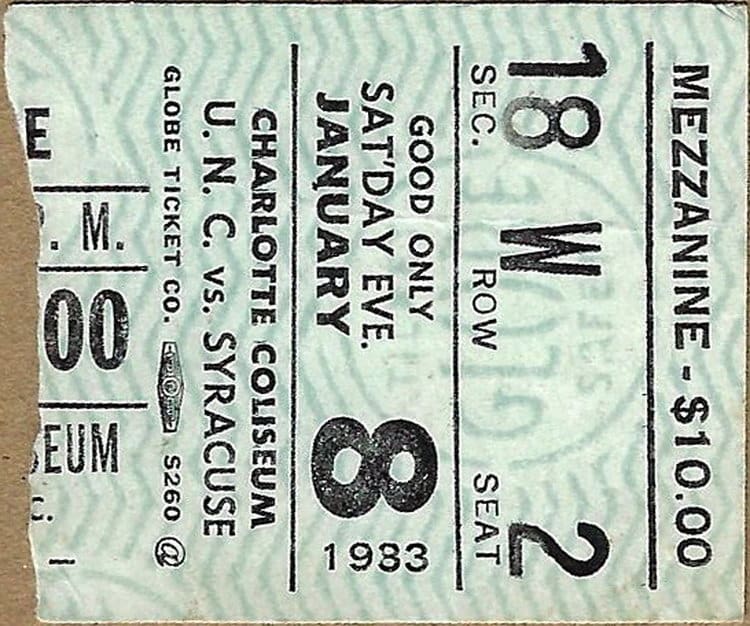 MEZZANINE - $10.00
18 W 2
SEC. ROW SEAT
GOOD ONLY
SAT'DAY EVE.
JANUARY 8 1983
CHARLOTTE COLISEUM
U. N. C. vs. SYRACUSE
GLOBE TICKET CO. S260 @
E . M. 00 EUM